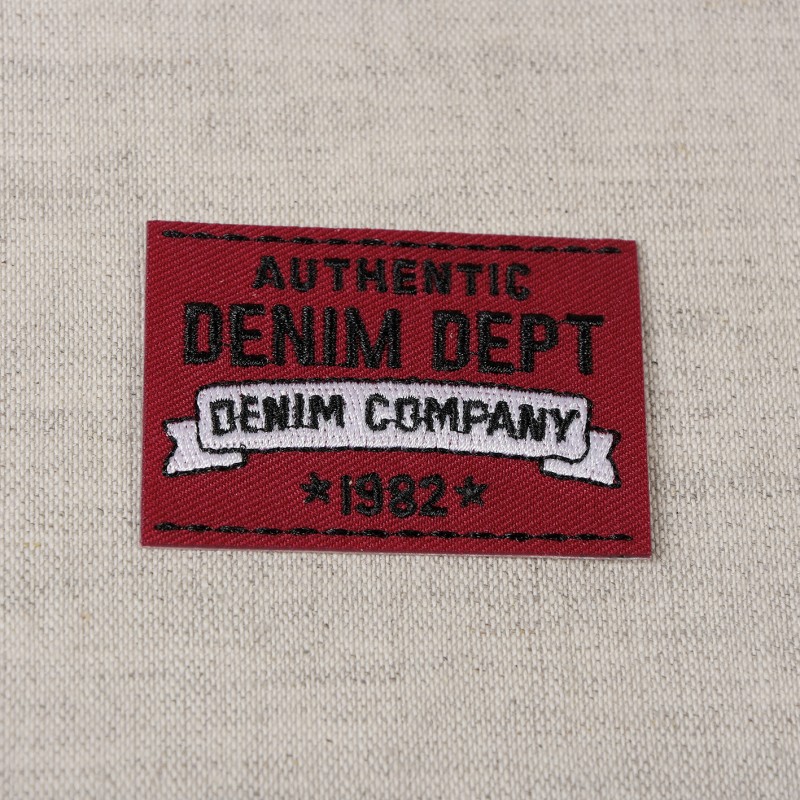 AUTHENTIC
DENIM DEPT
DENIM COMPANY
★1982★